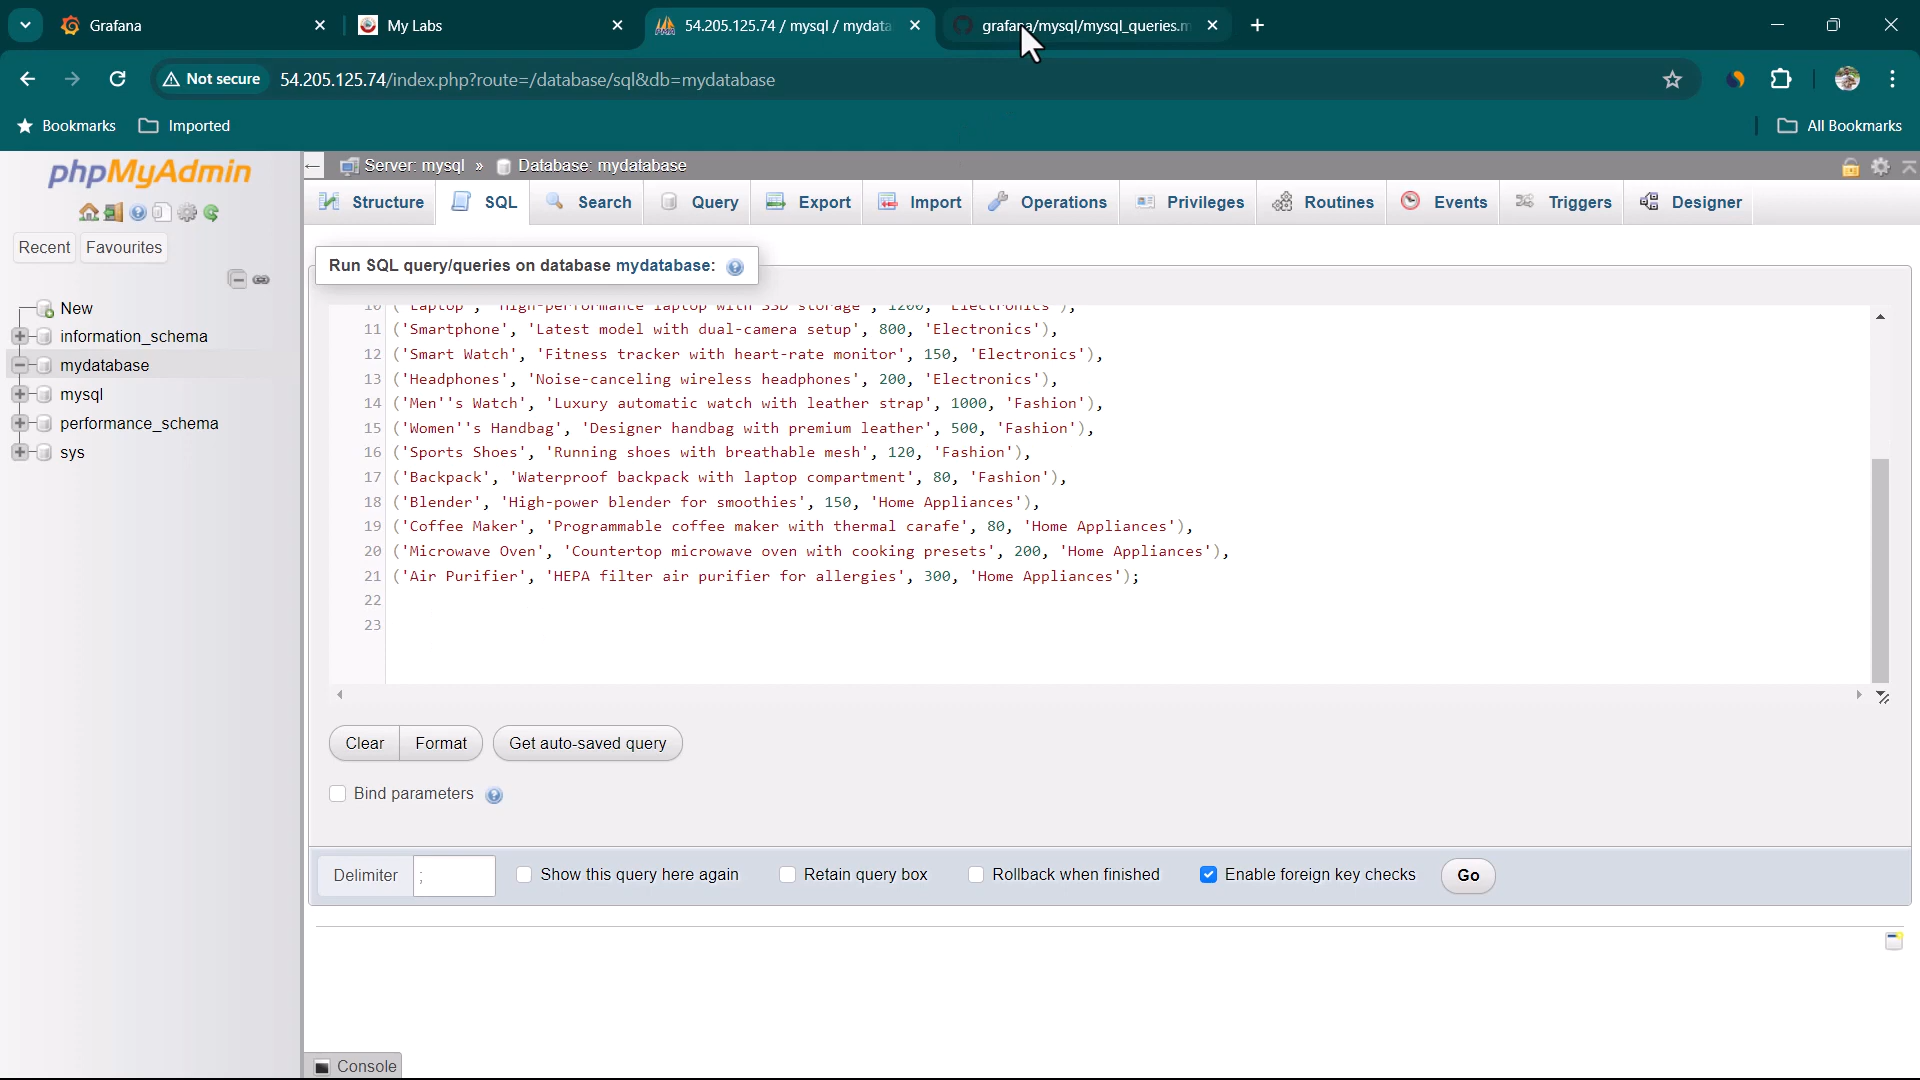 Grafana
My Labs
54.205.125.74 / mysql / mydata
grafana/mysql/mysql_queries.m
Not secure
54.205.125.74/index.php?route=/database/sql&db=mydatabase
Bookmarks
Imported
All Bookmarks
phpMyAdmin
Recent
Favourites
New
information_schema
mydatabase
mysql
performance_schema
sys
Server: mysql » Database: mydatabase
Structure
SQL
Search
Query
Export
Import
Operations
Privileges
Routines
Events
Triggers
Designer
Run SQL query/queries on database mydatabase:
10 ('Laptop', 'High-performance laptop with SSD storage', 1200, 'Electronics'),
11 ('Smartphone', 'Latest model with dual-camera setup', 800, 'Electronics'),
12 ('Smart Watch', 'Fitness tracker with heart-rate monitor', 150, 'Electronics'),
13 ('Headphones', 'Noise-canceling wireless headphones', 200, 'Electronics'),
14 ('Men''s Watch', 'Luxury automatic watch with leather strap', 1000, 'Fashion'),
15 ('Women''s Handbag', 'Designer handbag with premium leather', 500, 'Fashion'),
16 ('Sports Shoes', 'Running shoes with breathable mesh', 120, 'Fashion'),
17 ('Backpack', 'Waterproof backpack with laptop compartment', 80, 'Fashion'),
18 ('Blender', 'High-power blender for smoothies', 150, 'Home Appliances'),
19 ('Coffee Maker', 'Programmable coffee maker with thermal carafe', 80, 'Home Appliances'),
20 ('Microwave Oven', 'Countertop microwave oven with cooking presets', 200, 'Home Appliances'),
21 ('Air Purifier', 'HEPA filter air purifier for allergies', 300, 'Home Appliances');
22
23
Clear
Format
Get auto-saved query
Bind parameters
Delimiter
;
Show this query here again
Retain query box
Rollback when finished
Enable foreign key checks
Go
Console